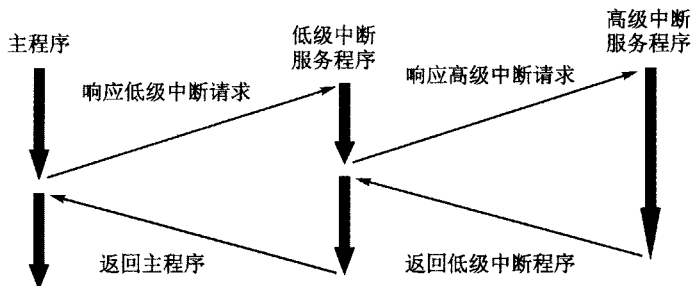 主程序
低级中断
服务程序
高级中断
服务程序
响应低级中断请求
响应高级中断请求
返回主程序
返回低级中断程序